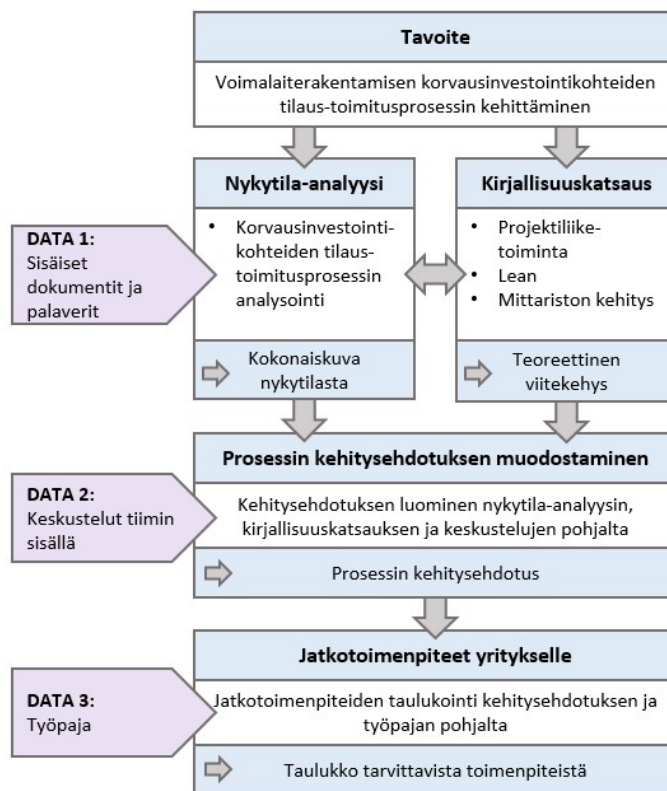 Tavoite
Voimalaiterakentamisen korvausinvestointikohteiden
tilaus-toimitusprosessin kehittäminen
Nykytila-analyysi
Kirjallisuuskatsaus
DATA 1:
Sisäiset
dokumentit ja
palaverit
• Korvausinvestointi-
kohteiden tilaus-
toimitusprosessin
analysointi
• Projektiliike-
toiminta
• Lean
• Mittariston kehitys
Kokonaiskuva
nykytilasta
Teoreettinen
viitekehys
Prosessin kehitysehdotuksen muodostaminen
DATA 2:
Keskustelut tiimin
sisällä
Kehitysehdotuksen luominen nykytila-analyysin,
kirjallisuuskatsauksen ja keskustelujen pohjalta
Prosessin kehitysehdotus
Jatkotoimenpiteet yritykselle
DATA 3:
Työpaja
Jatkotoimenpiteiden taulukointi kehitysehdotuksen ja
työpajan pohjalta
Taulukko tarvittavista toimenpiteistä